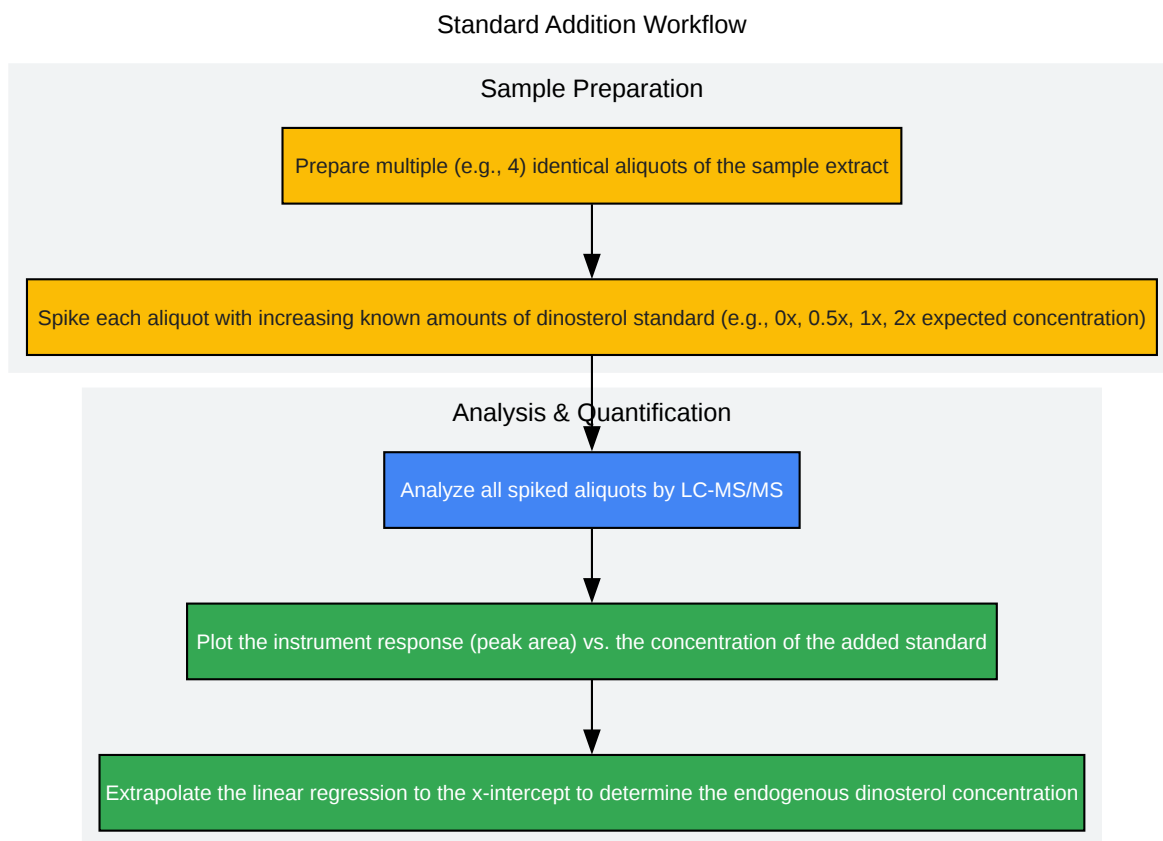 Standard Addition Workflow
Sample Preparation
Prepare multiple (e.g., 4) identical aliquots of the sample extract
Spike each aliquot with increasing known amounts of dinosterol standard (e.g., 0x, 0.5x, 1x, 2x expected concentration)
Analysis & Quantification
Analyze all spiked aliquots by LC-MS/MS
Plot the instrument response (peak area) vs. the concentration of the added standard
Extrapolate the linear regression to the x-intercept to determine the endogenous dinosterol concentration